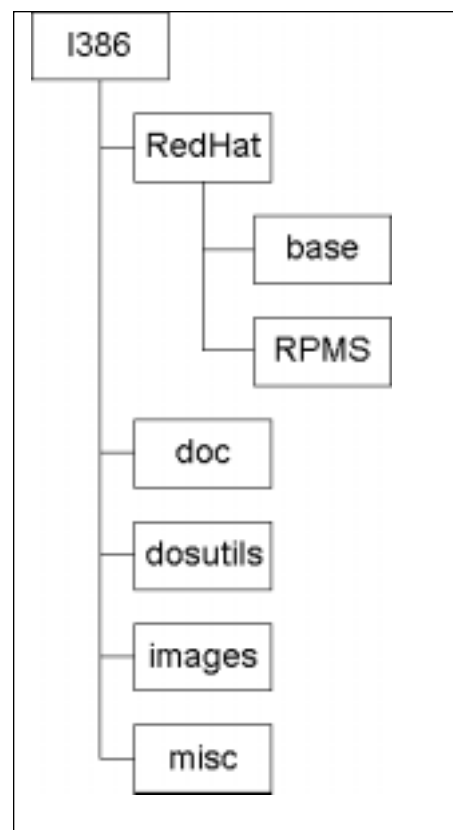 I386
RedHat
base
RPMS
doc
dosutils
images
misc